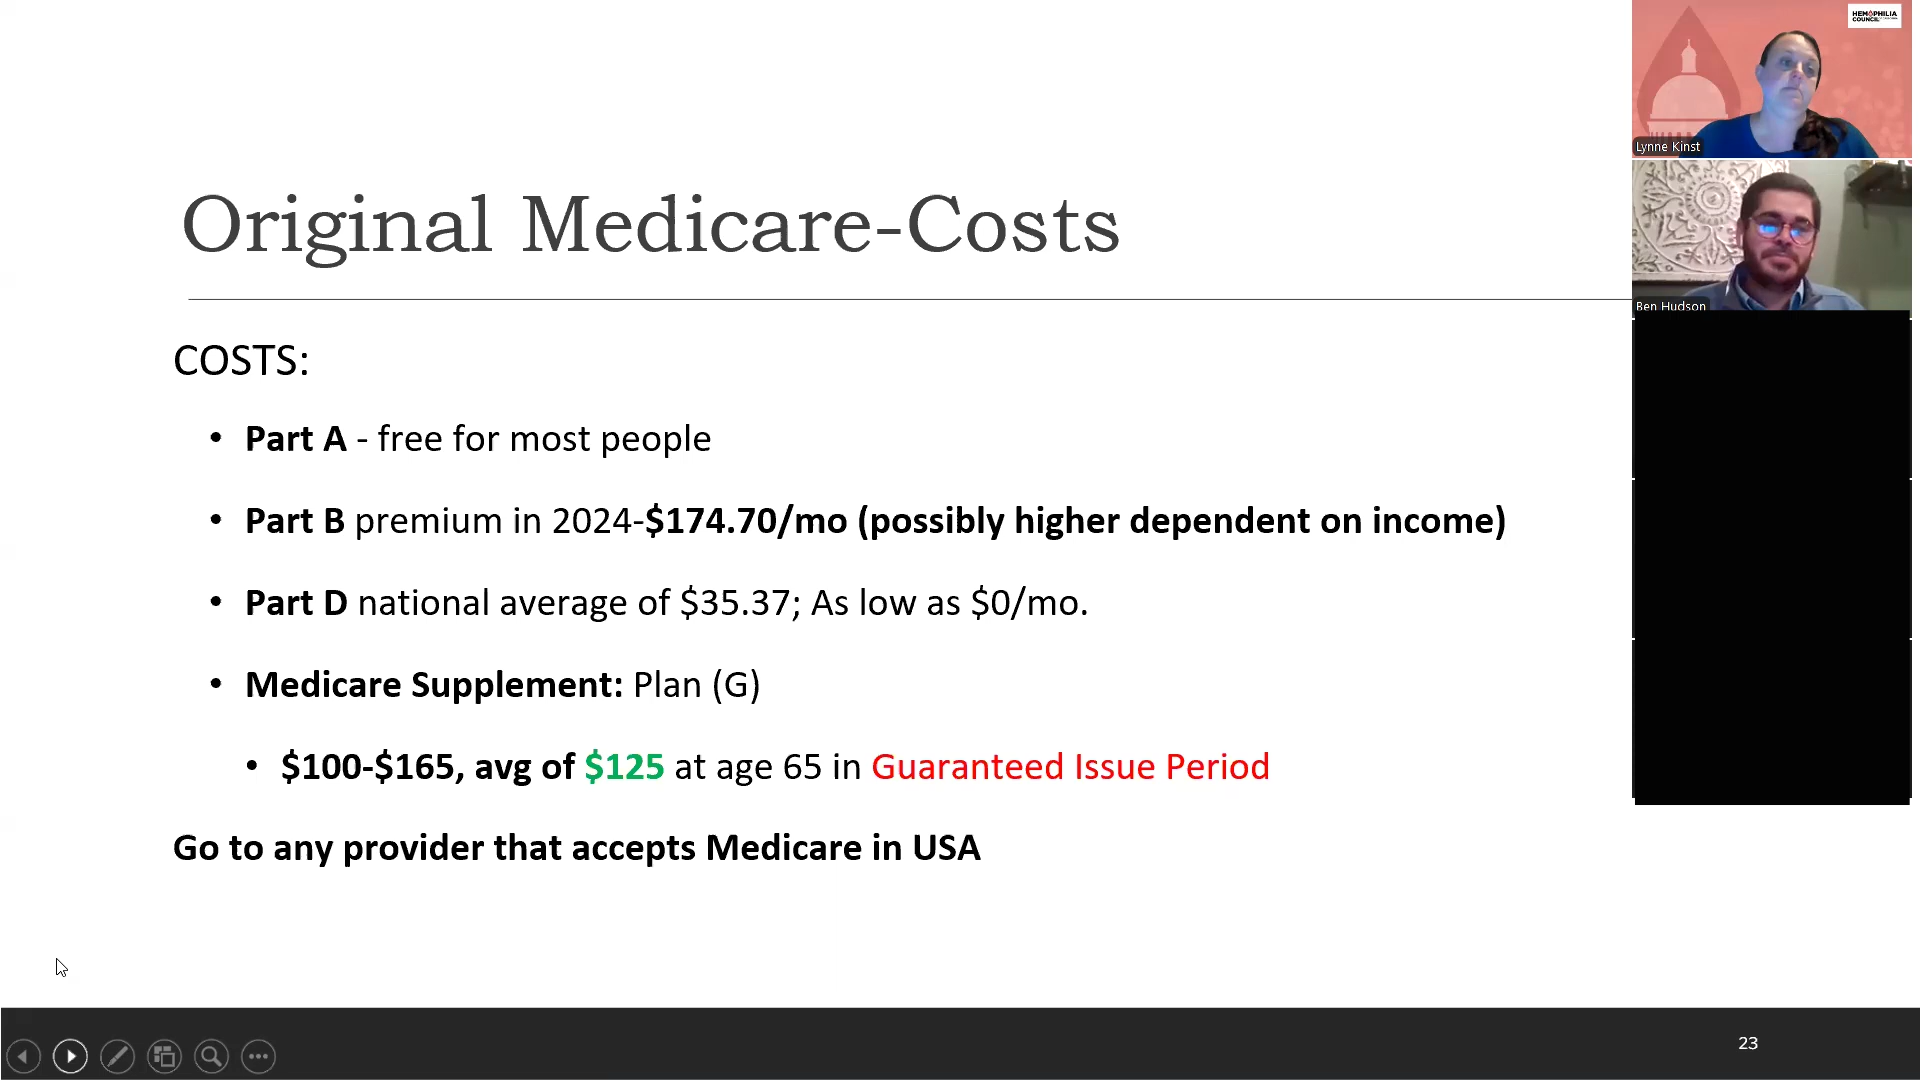 Original Medicare-Costs
COSTS:
• Part A - free for most people
• Part B premium in 2024-$174.70/mo (possibly higher dependent on income)
• Part D national average of $35.37; As low as $0/mo.
• Medicare Supplement: Plan (G)
• $100-$165, avg of $125 at age 65 in Guaranteed Issue Period
Go to any provider that accepts Medicare in USA
23
HEMOPHILIA
COUNCIL
Lynne Kinst
Ben Hudson